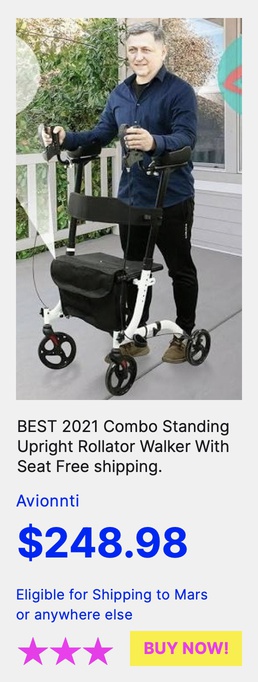 BEST 2021 Combo Standing
Upright Rollator Walker With
Seat Free shipping.
Avionnti
$248.98
Eligible for Shipping to Mars
or anywhere else
BUY NOW!